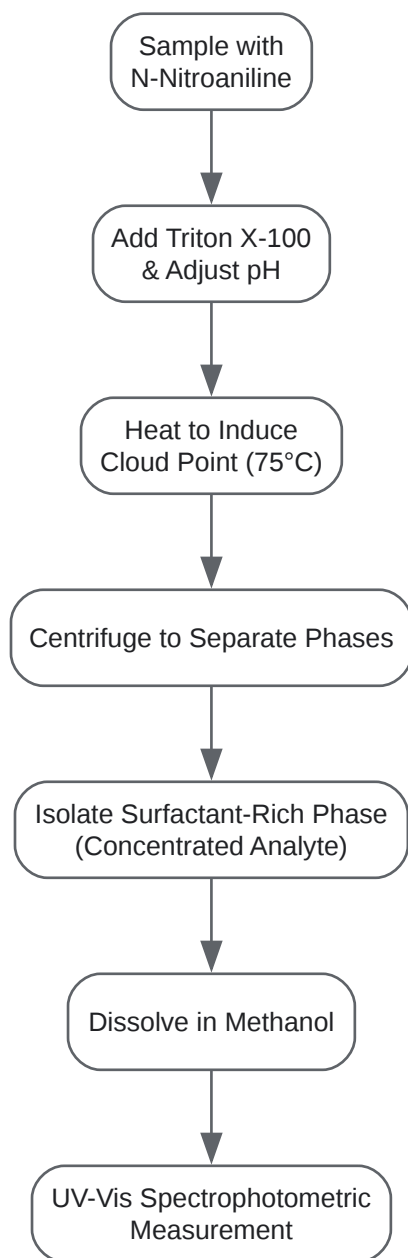 Sample with
N-Nitroaniline
Add Triton X-100
& Adjust pH
Heat to Induce
Cloud Point (75°C)
Centrifuge to Separate Phases
Isolate Surfactant-Rich Phase
(Concentrated Analyte)
Dissolve in Methanol
UV-Vis Spectrophotometric
Measurement